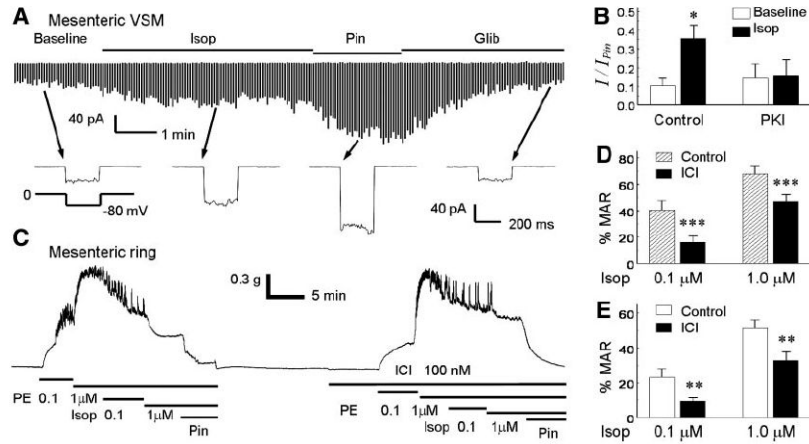 A Mesenteric VSM
Baseline Isop Pin Glib
40 pA
1 min
0
-80 mV
40 pA
200 ms
B
Baseline
Isop
*
I / I Pin
0.5
0.4
0.3
0.2
0.1
0.0
Control PKI
C Mesenteric ring
0.3 g
5 min
ICI 100 nM
PE 0.1 1μM
Isop 0.1 1μM
Pin
PE 0.1 1μM
Isop 0.1 1μM
Pin
D
Control
ICI
% MAR
80
60
40
20
0
***
***
Isop 0.1 μM 1.0 μM
E
Control
ICI
% MAR
60
40
20
0
**
**
Isop 0.1 μM 1.0 μM